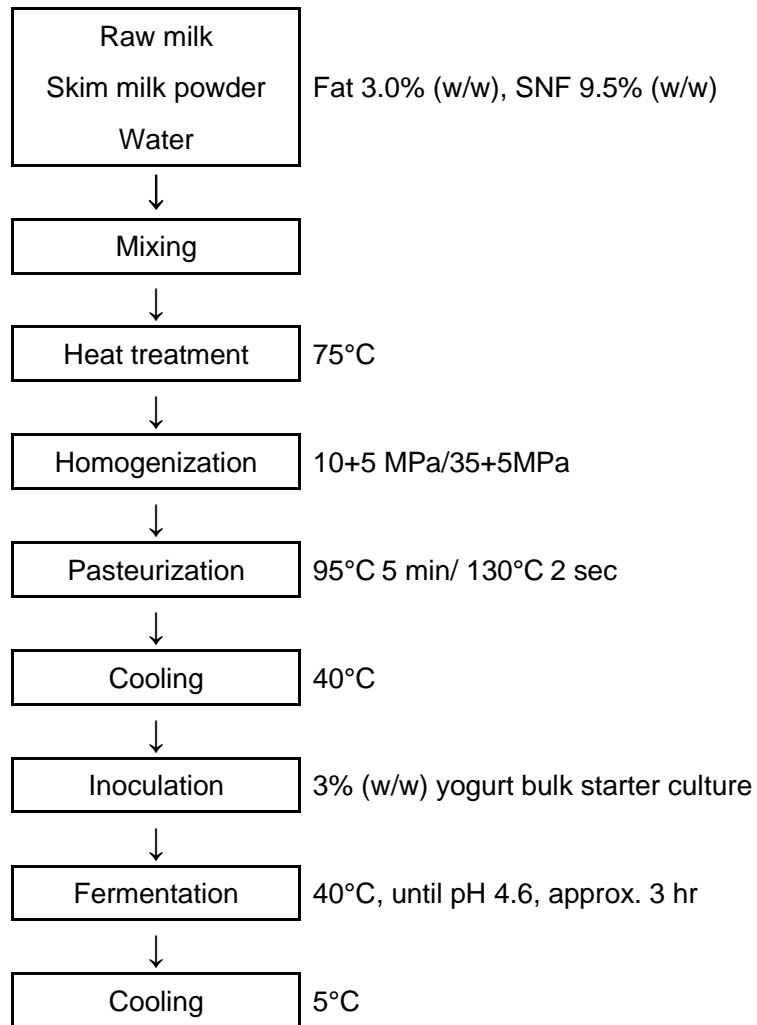 Raw milk
Skim milk powder Fat 3.0% (w/w), SNF 9.5% (w/w)
Water
↓
Mixing
↓
Heat treatment 75°C
↓
Homogenization 10+5 MPa/35+5MPa
↓
Pasteurization 95°C 5 min/ 130°C 2 sec
↓
Cooling 40°C
↓
Inoculation 3% (w/w) yogurt bulk starter culture
↓
Fermentation 40°C, until pH 4.6, approx. 3 hr
↓
Cooling 5°C